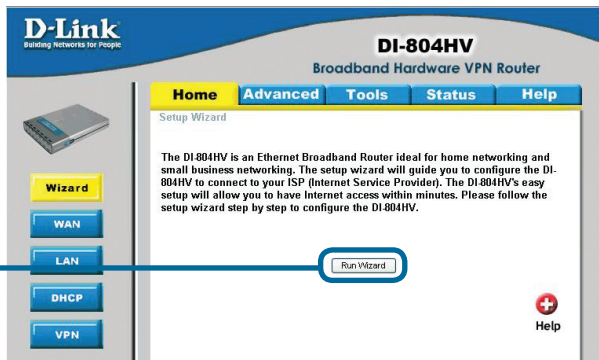 D-Link
Building Networks for People
DI-804HV
Broadband Hardware VPN Router
Home Advanced Tools Status Help
Setup Wizard
The DI-804HV is an Ethernet Broadband Router ideal for home networking and
small business networking. The setup wizard will guide you to configure the DI-
804HV to connect to your ISP (Internet Service Provider). The DI-804HV's easy
setup will allow you to have Internet access within minutes. Please follow the
setup wizard step by step to configure the DI-804HV.
Wizard
WAN
LAN
DHCP
VPN
Run Wizard
Help